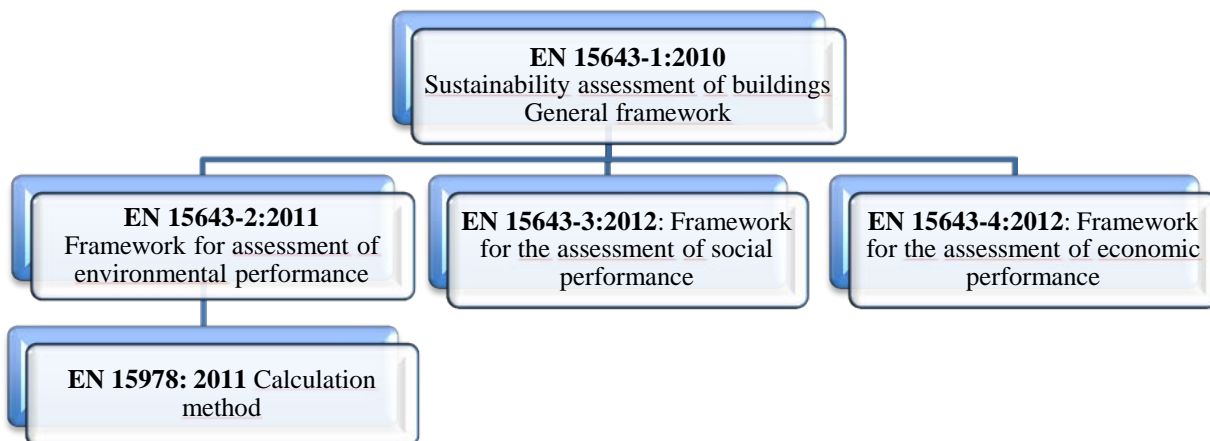 EN 15643-1:2010
Sustainability assessment of buildings
General framework
EN 15643-2:2011
Framework for assessment of
environmental performance
EN 15643-3:2012: Framework
for the assessment of social
performance
EN 15643-4:2012: Framework
for the assessment of economic
performance
EN 15978: 2011 Calculation
method